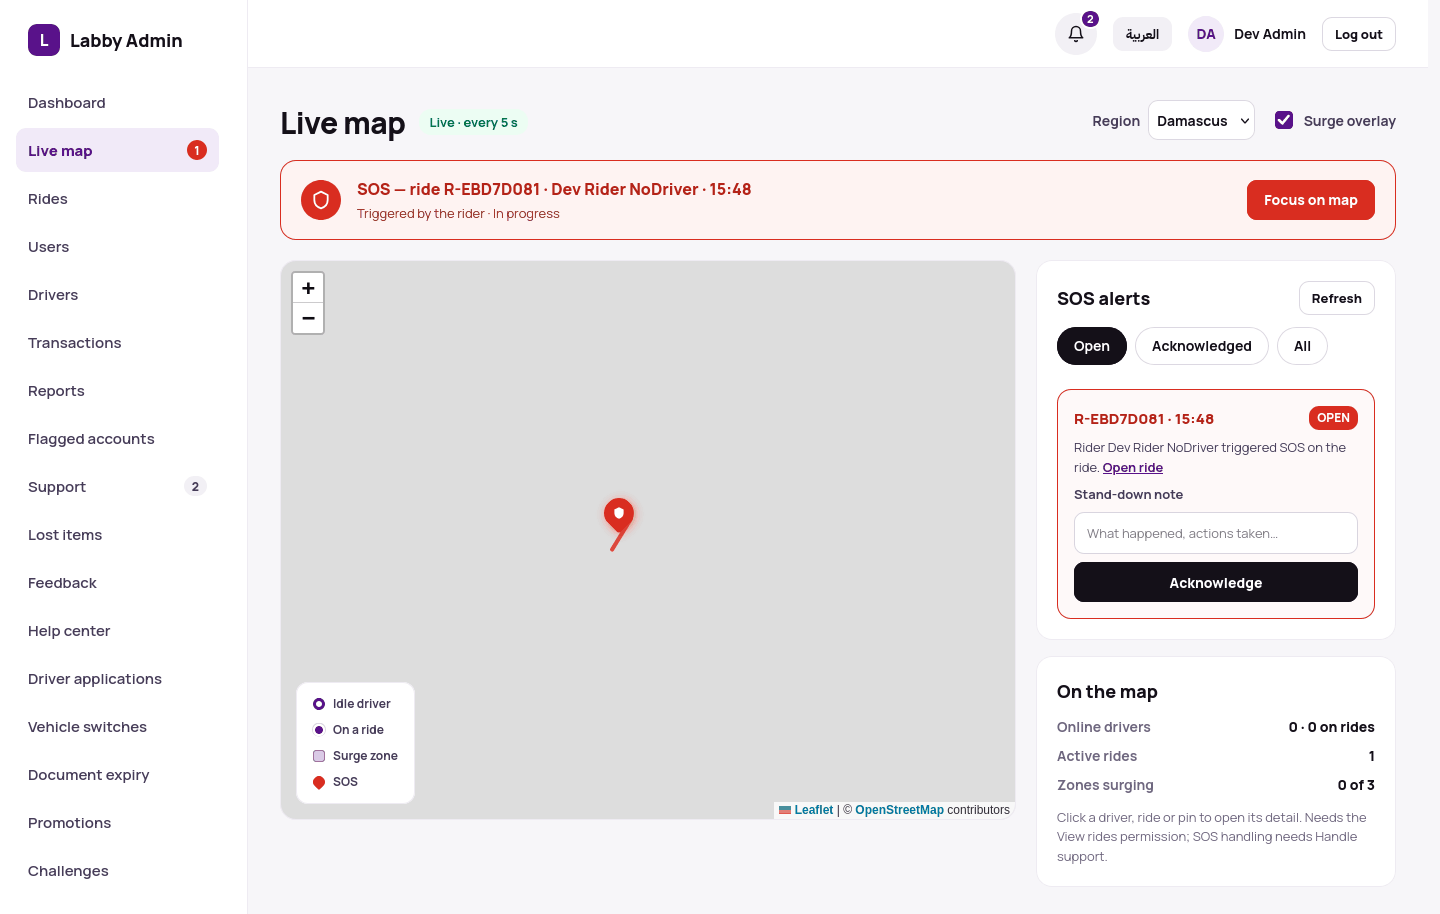 L
Labby Admin
2
العربية
DA
Dev Admin
Log out
Dashboard
Live map
1
Rides
Users
Drivers
Transactions
Reports
Flagged accounts
Support
2
Lost items
Feedback
Help center
Driver applications
Vehicle switches
Document expiry
Promotions
Challenges
Live map
Live · every 5 s
Region
Damascus
Surge overlay
SOS — ride R-EBD7D081 · Dev Rider NoDriver · 15:48
Triggered by the rider · In progress
Focus on map
+
−
Idle driver
On a ride
Surge zone
SOS
Leaflet | © OpenStreetMap contributors
SOS alerts
Refresh
Open
Acknowledged
All
R-EBD7D081 · 15:48
OPEN
Rider Dev Rider NoDriver triggered SOS on the
ride. Open ride
Stand-down note
What happened, actions taken…
Acknowledge
On the map
Online drivers
0 · 0 on rides
Active rides
1
Zones surging
0 of 3
Click a driver, ride or pin to open its detail. Needs the
View rides permission; SOS handling needs Handle
support.